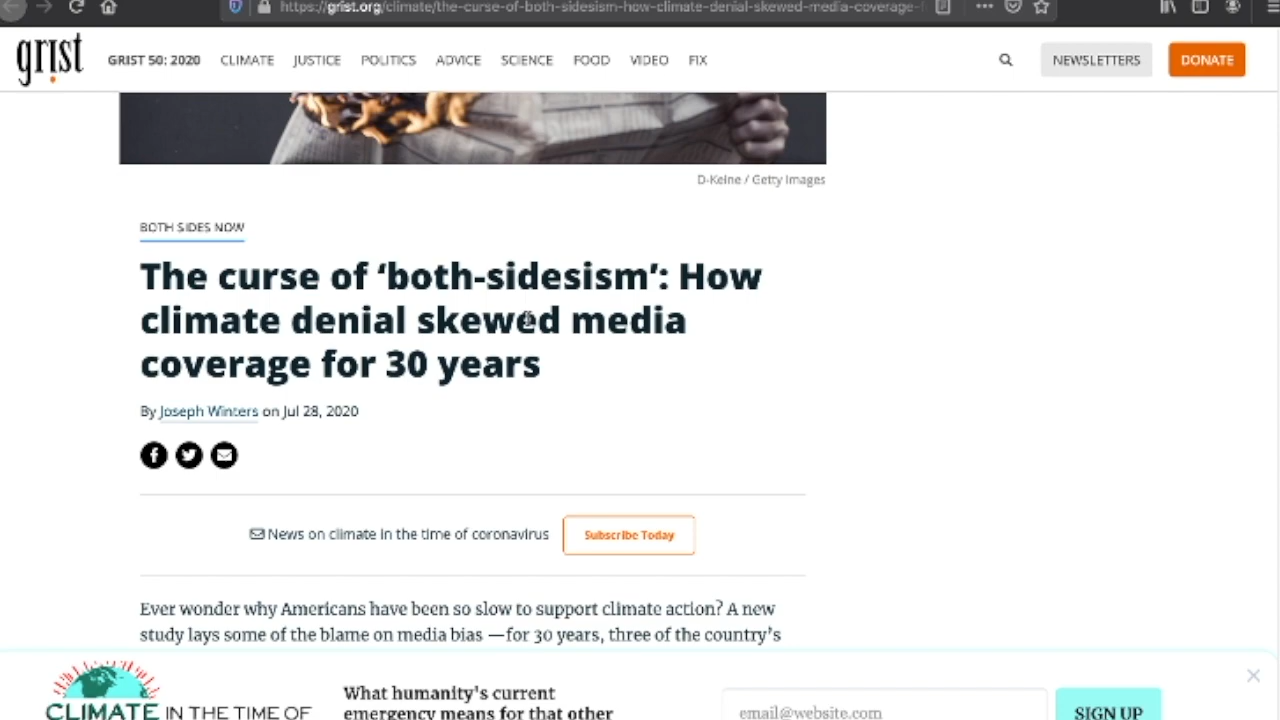 https://grist.org/climate/the-curse-of-both-sidesism-how-climate-denial-skewed-media-coverage-
grist
GRIST 50: 2020 CLIMATE JUSTICE POLITICS ADVICE SCIENCE FOOD VIDEO FIX NEWSLETTERS DONATE
D-Keine / Getty Images
BOTH SIDES NOW
The curse of ‘both-sidesism’: How
climate denial skewed media
coverage for 30 years
By Joseph Winters on Jul 28, 2020
News on climate in the time of coronavirus Subscribe Today
Ever wonder why Americans have been so slow to support climate action? A new
study lays some of the blame on media bias —for 30 years, three of the country’s
CLIMATE IN THE TIME OF
What humanity's current
emergency means for that other
email@website.com
SIGN UP